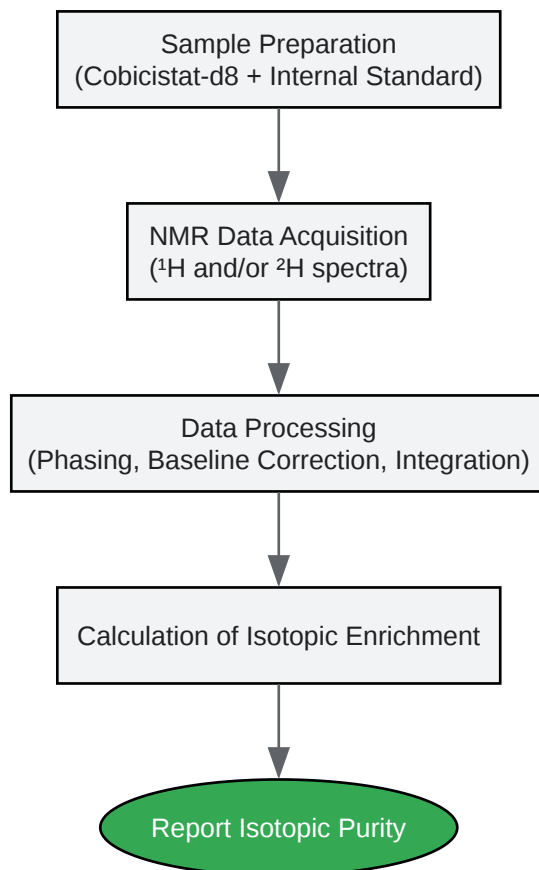 Sample Preparation
(Cobicistat-d8 + Internal Standard)
NMR Data Acquisition
(¹H and/or ²H spectra)
Data Processing
(Phasing, Baseline Correction, Integration)
Calculation of Isotopic Enrichment
Report Isotopic Purity